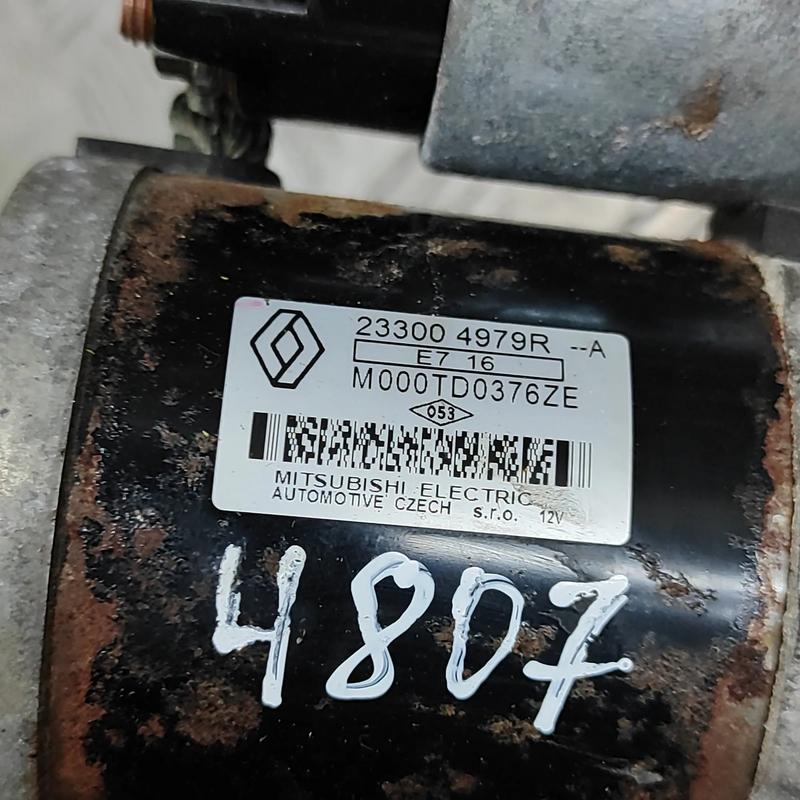 23300 4979R --A
E7 16
M000TD0376ZE
053
MITSUBISHI ELECTRIC
AUTOMOTIVE CZECH s.r.o. 12V
4807